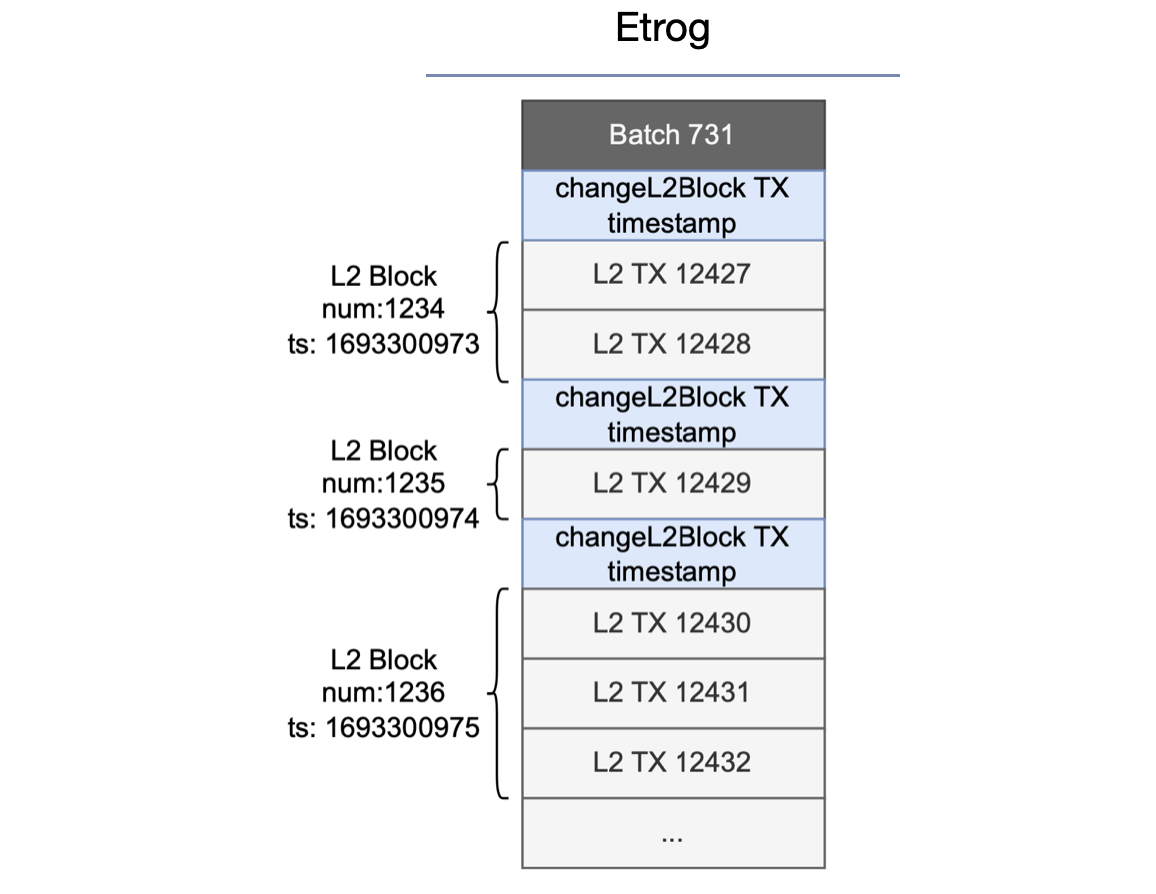 Etrog
Batch 731
changeL2Block TX
timestamp
L2 Block
num:1234
ts: 1693300973
L2 TX 12427
L2 TX 12428
changeL2Block TX
timestamp
L2 Block
num:1235
ts: 1693300974
L2 TX 12429
changeL2Block TX
timestamp
L2 Block
num:1236
ts: 1693300975
L2 TX 12430
L2 TX 12431
L2 TX 12432
...